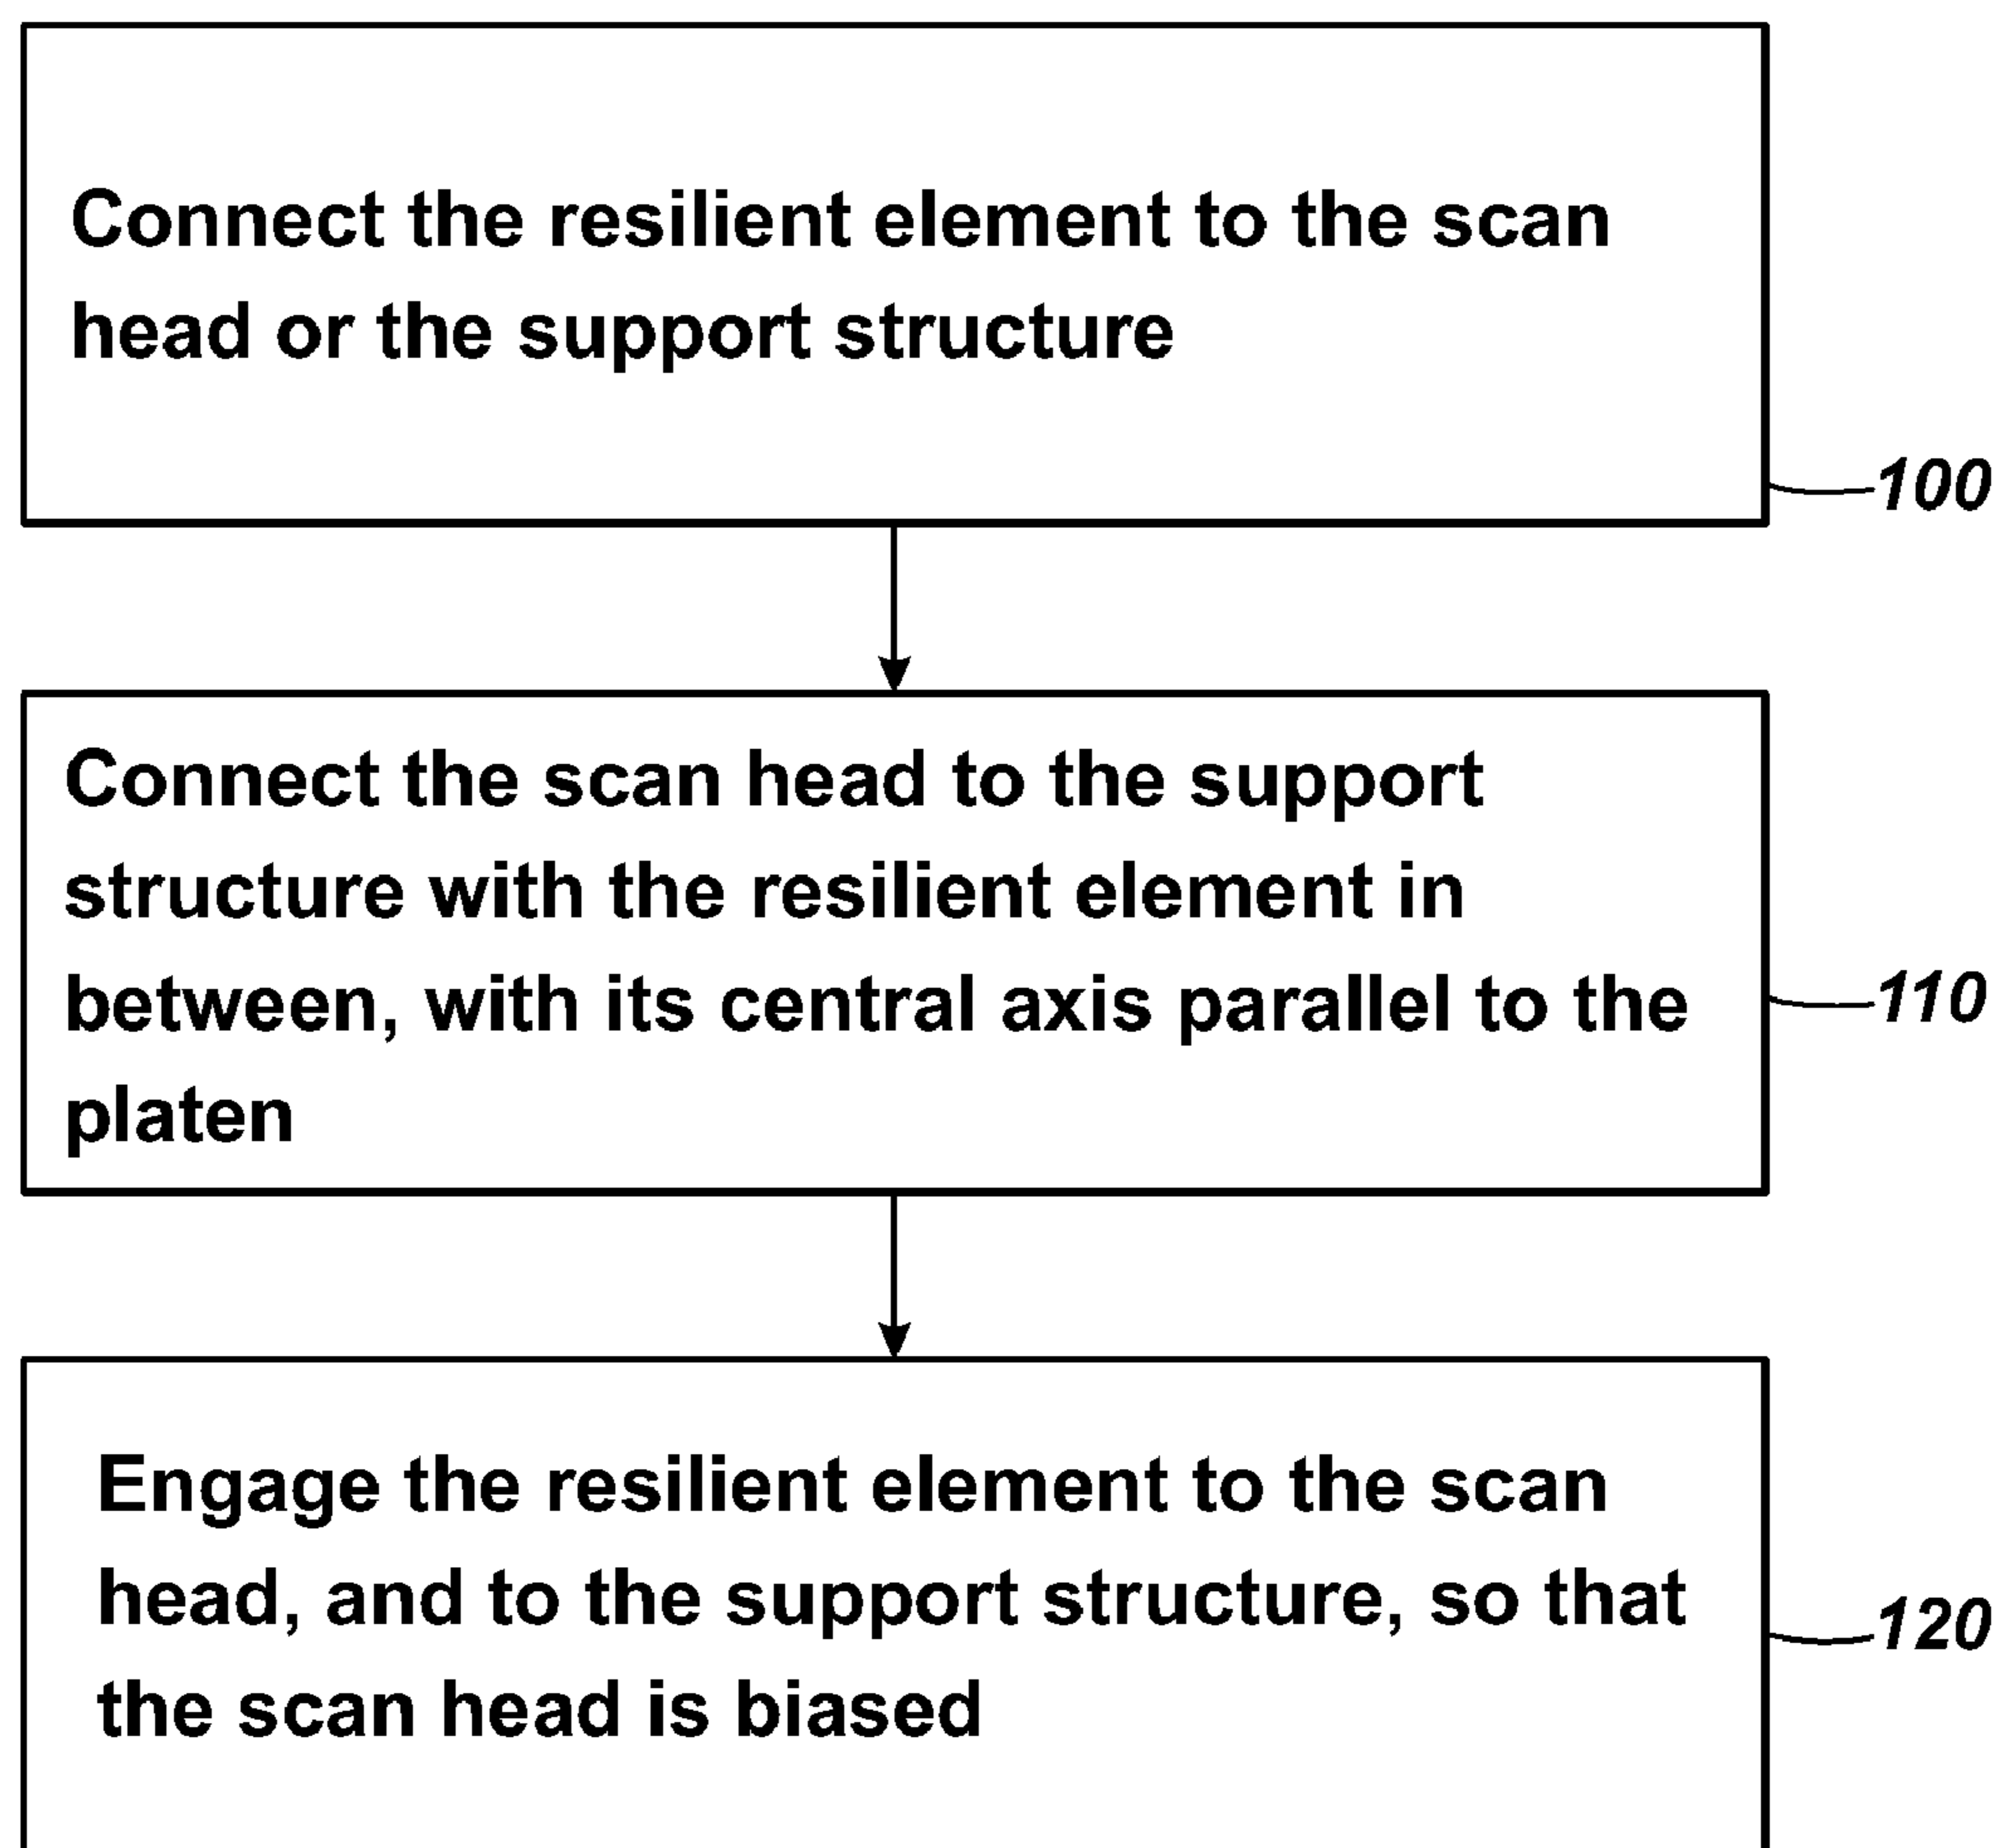 Connect the resilient element to the scan
head or the support structure
100
Connect the scan head to the support
structure with the resilient element in
between, with its central axis parallel to the
platen
110
Engage the resilient element to the scan
head, and to the support structure, so that
the scan head is biased
120